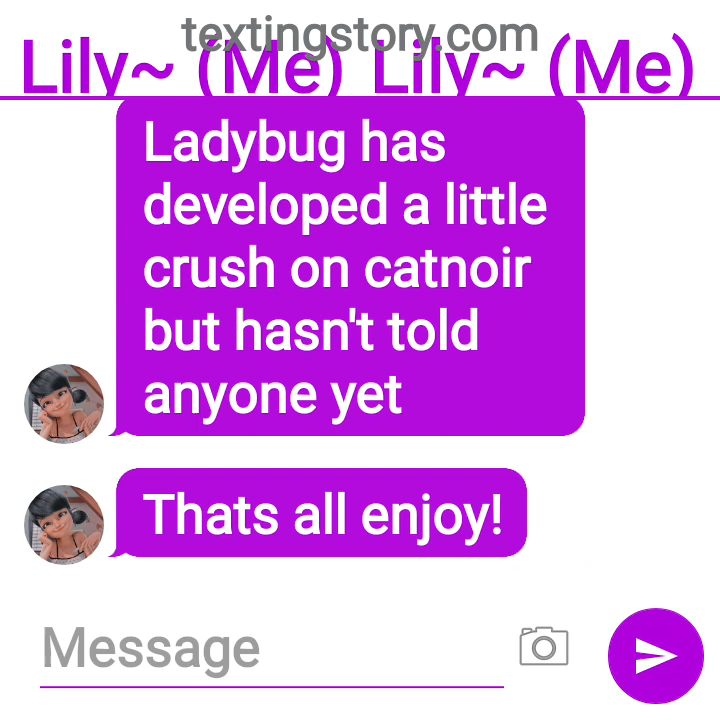 textingstory.com
Lily~ (Me) Lily~ (Me)
Ladybug has
developed a little
crush on catnoir
but hasn't told
anyone yet
Thats all enjoy!
Message